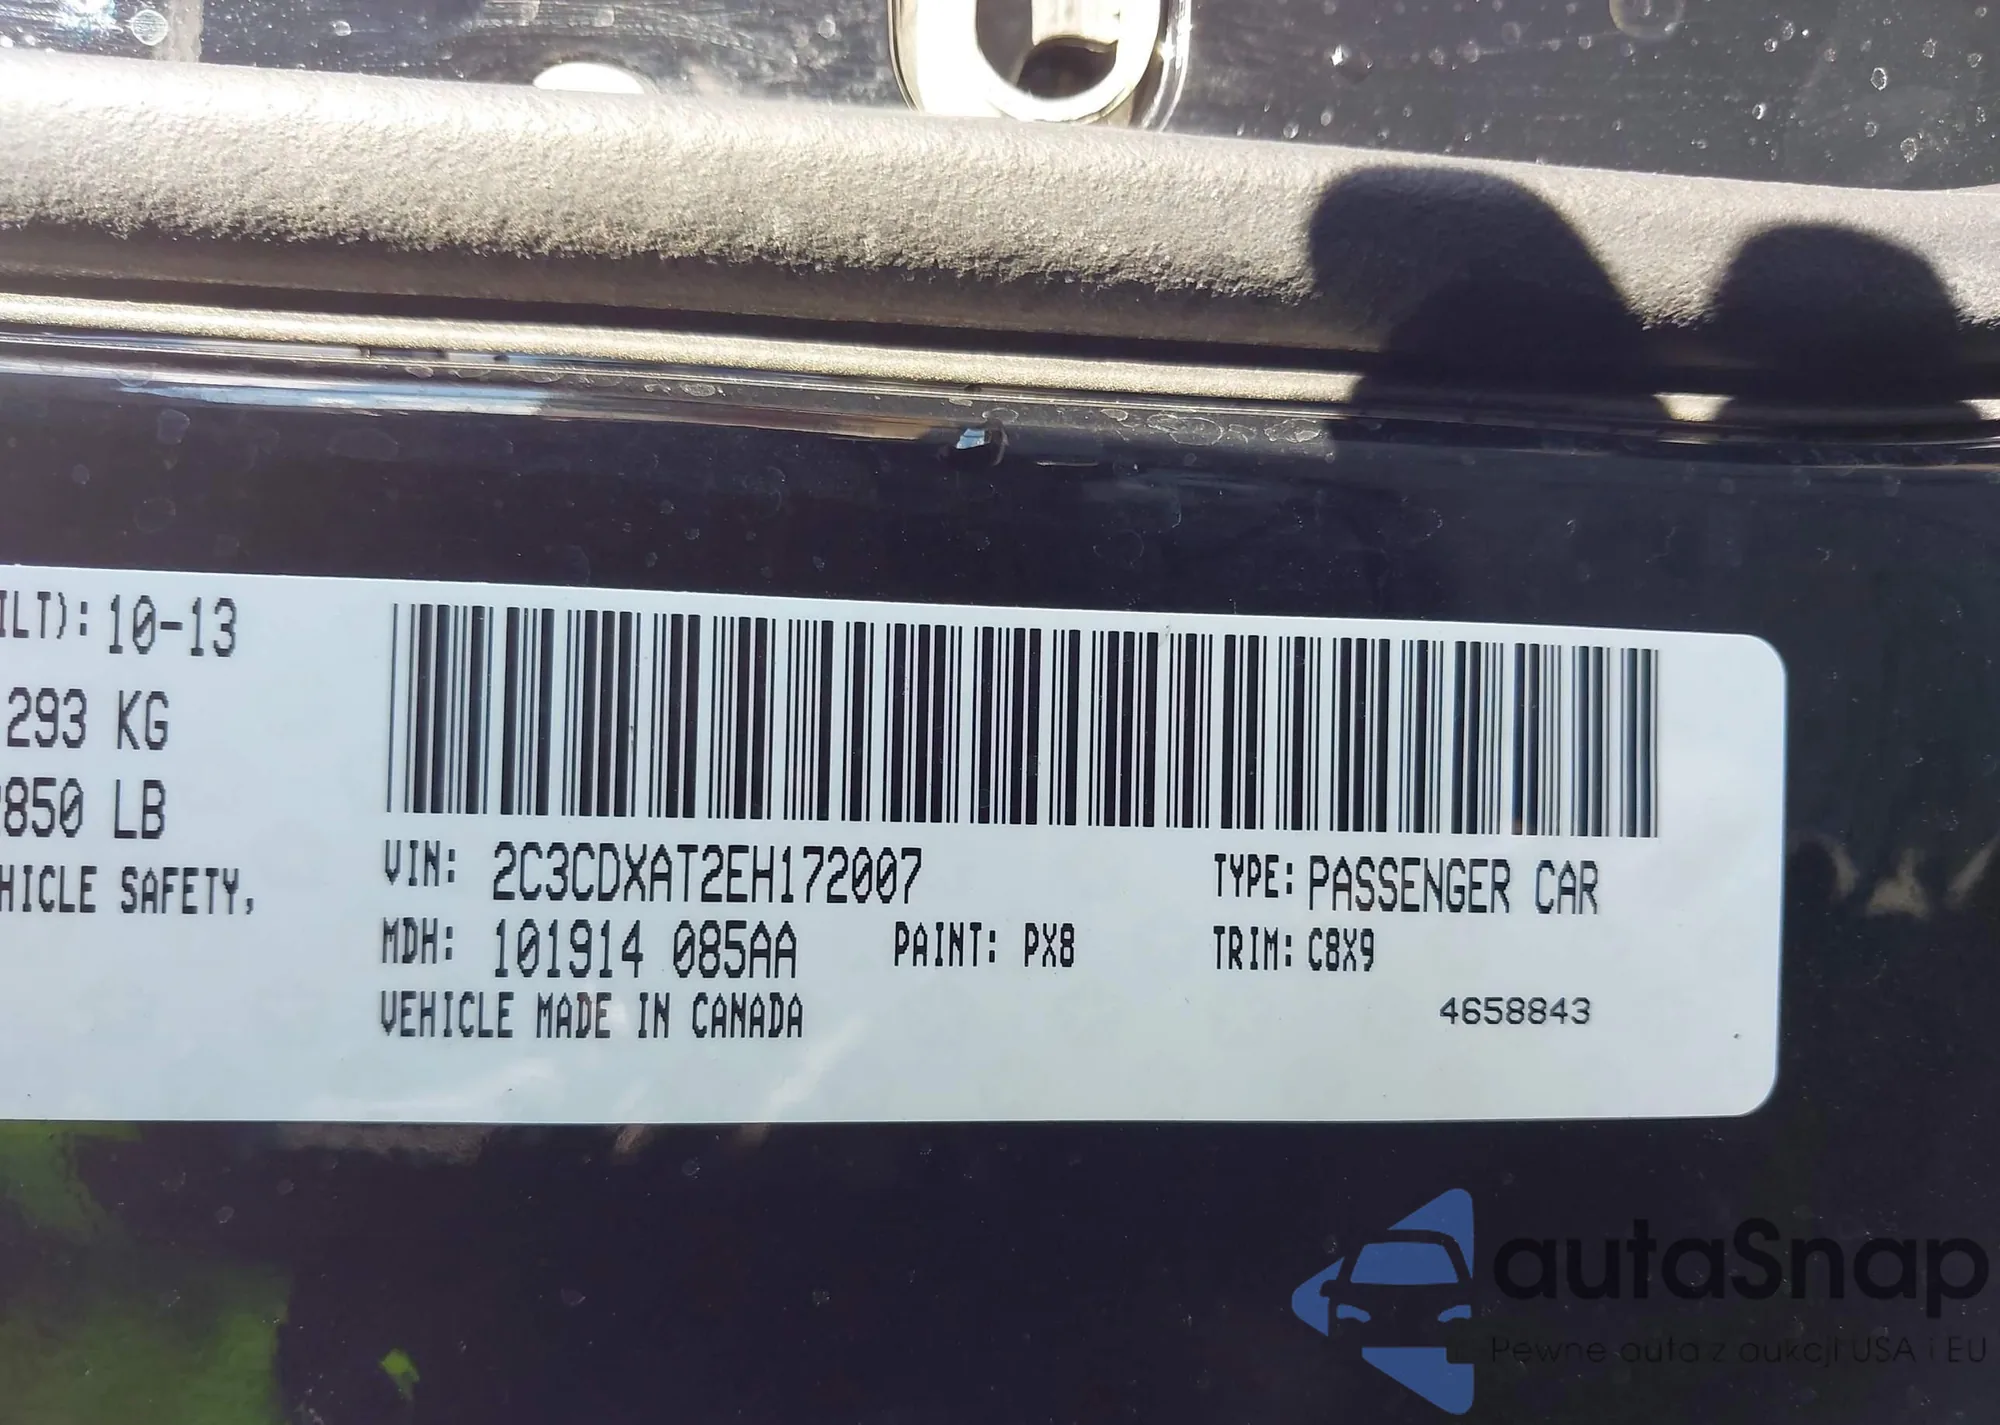 ILT): 10-13
293 KG
850 LB
HICLE SAFETY,
VIN: 2C3CDXAT2EH172007
TYPE: PASSENGER CAR
MDH: 101914 085AA
PAINT: PX8
TRIM: C8X9
VEHICLE MADE IN CANADA
4658843
autaSnap
Pewne auta z aukcji USA i EU